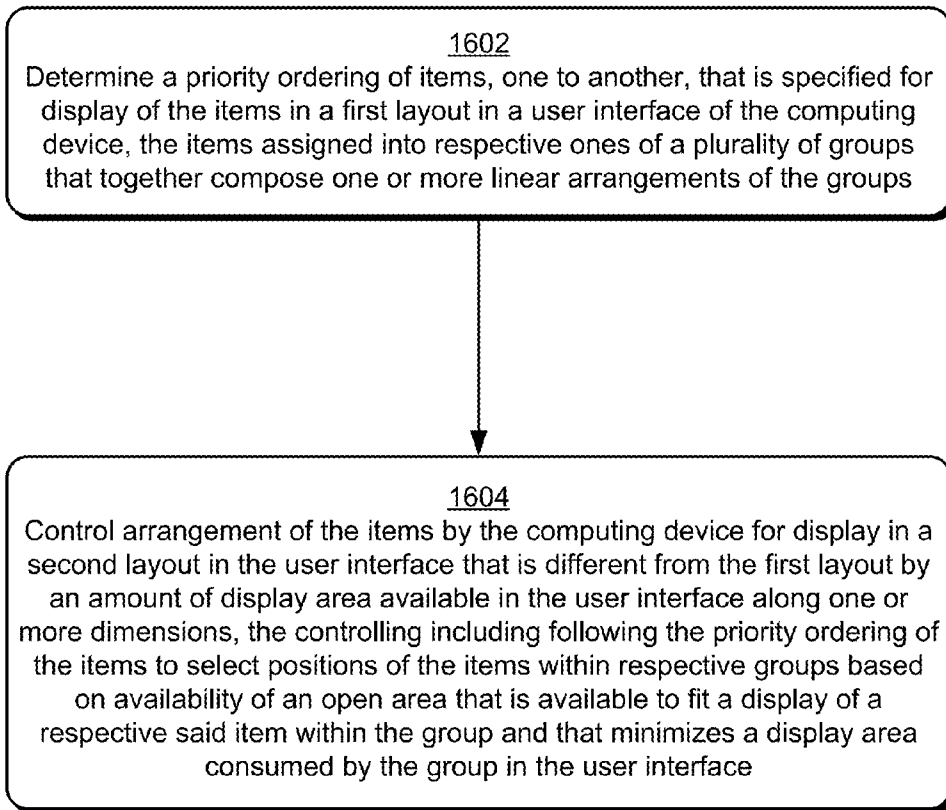 1602
Determine a priority ordering of items, one to another, that is specified for
display of the items in a first layout in a user interface of the computing
device, the items assigned into respective ones of a plurality of groups
that together compose one or more linear arrangements of the groups
1604
Control arrangement of the items by the computing device for display in a
second layout in the user interface that is different from the first layout by
an amount of display area available in the user interface along one or
more dimensions, the controlling including following the priority ordering of
the items to select positions of the items within respective groups based
on availability of an open area that is available to fit a display of a
respective said item within the group and that minimizes a display area
consumed by the group in the user interface